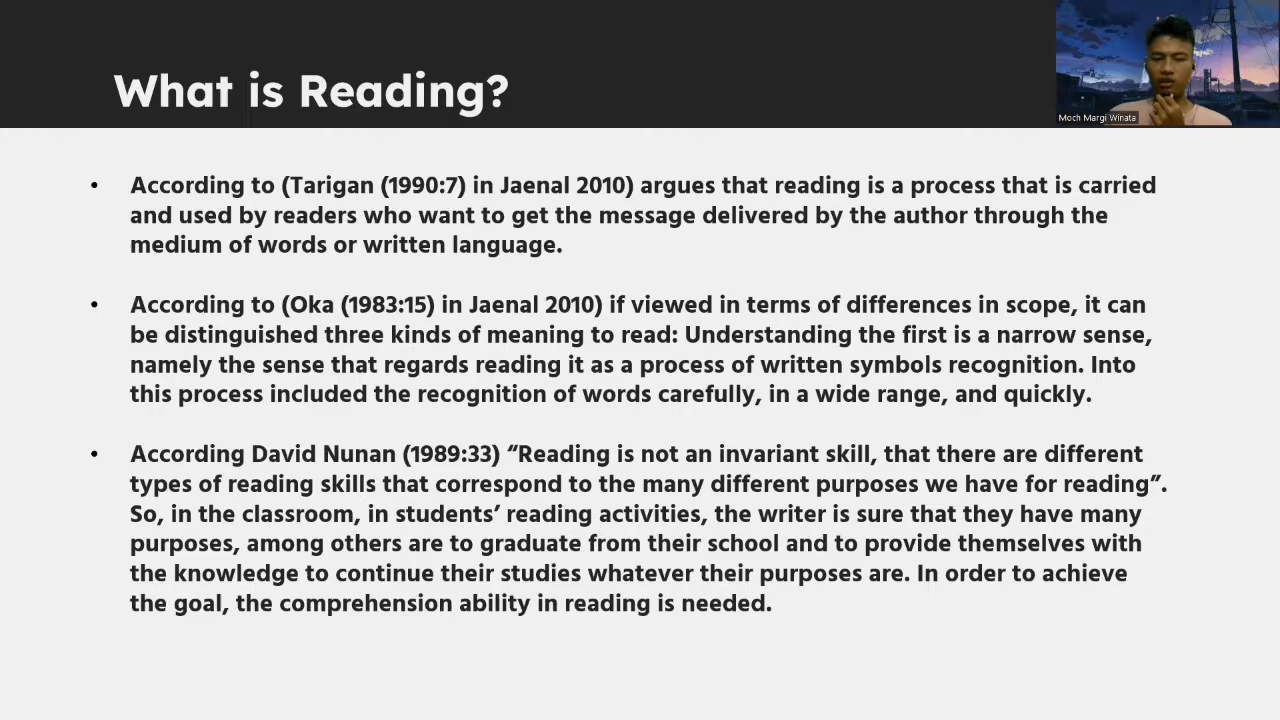 What is Reading?
Moch Margi Winata
• According to (Tarigan (1990:7) in Jaenal 2010) argues that reading is a process that is carried
and used by readers who want to get the message delivered by the author through the
medium of words or written language.
• According to (Oka (1983:15) in Jaenal 2010) if viewed in terms of differences in scope, it can
be distinguished three kinds of meaning to read: Understanding the first is a narrow sense,
namely the sense that regards reading it as a process of written symbols recognition. Into
this process included the recognition of words carefully, in a wide range, and quickly.
• According David Nunan (1989:33) “Reading is not an invariant skill, that there are different
types of reading skills that correspond to the many different purposes we have for reading”.
So, in the classroom, in students’ reading activities, the writer is sure that they have many
purposes, among others are to graduate from their school and to provide themselves with
the knowledge to continue their studies whatever their purposes are. In order to achieve
the goal, the comprehension ability in reading is needed.